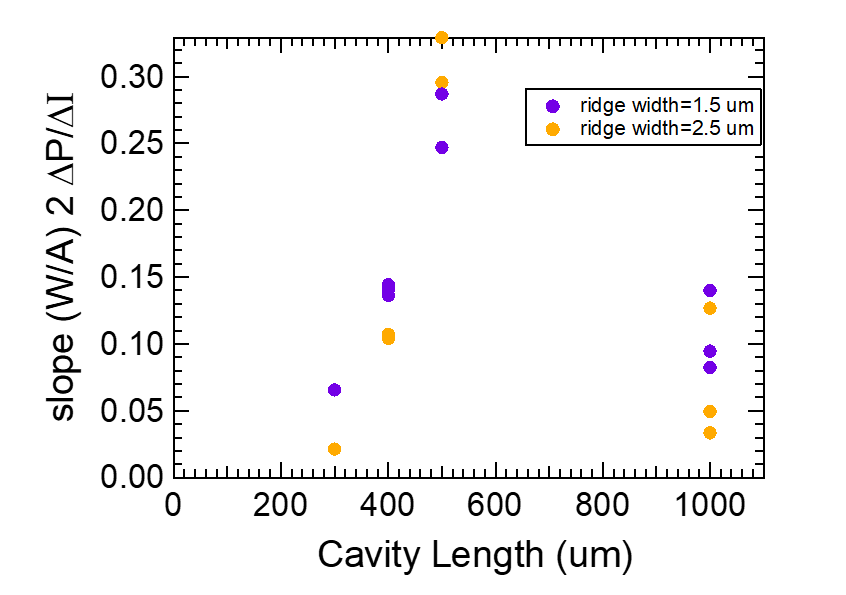 slope (W/A) 2 ΔP/ΔI
0.30
0.25
0.20
0.15
0.10
0.05
0.00
ridge width=1.5 um
ridge width=2.5 um
0 200 400 600 800 1000
Cavity Length (um)